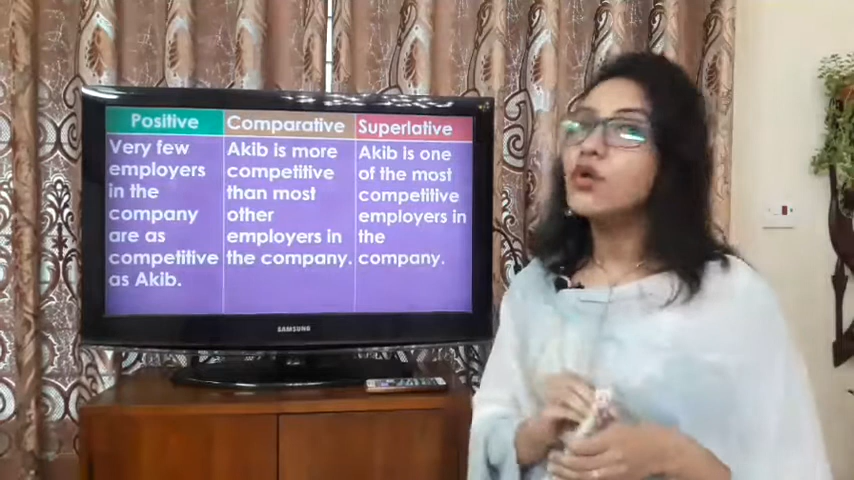 Positive
Very few
employers
in the
company
are as
competitive
as Akib.
Comparative
Akib is more
competitive
than most
other
employers in
the company.
Superlative
Akib is one
of the most
competitive
employers in
the
company.
SAMSUNG